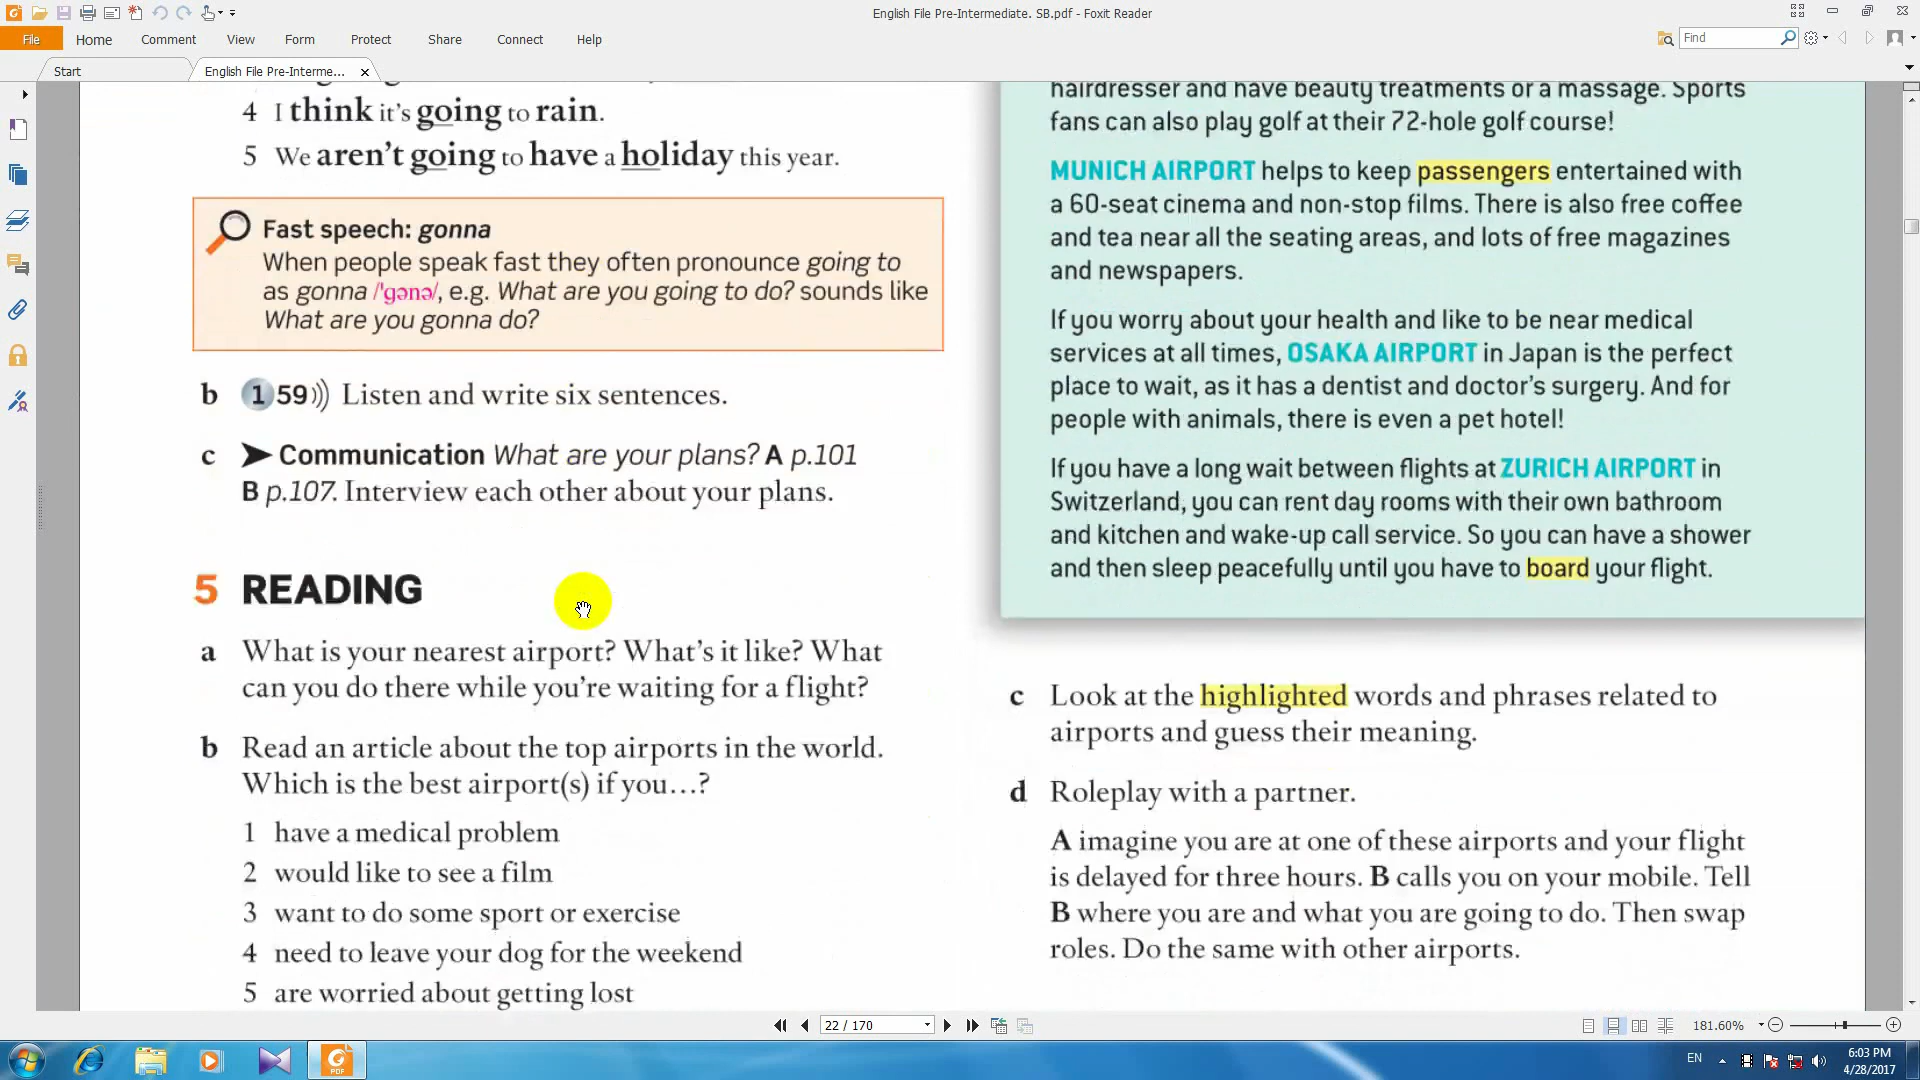 English File Pre-Intermediate. SB.pdf - Foxit Reader
File Home Comment View Form Protect Share Connect Help
Find
Start English File Pre-Interme...
4 I think it's going to rain.
5 We aren't going to have a holiday this year.
Fast speech: gonna
When people speak fast they often pronounce going to
as gonna /ˈgənə/, e.g. What are you going to do? sounds like
What are you gonna do?
b 1 59 Listen and write six sentences.
c Communication What are your plans? A p.101
B p.107. Interview each other about your plans.
5 READING
a What is your nearest airport? What's it like? What
can you do there while you're waiting for a flight?
b Read an article about the top airports in the world.
Which is the best airport(s) if you…?
1 have a medical problem
2 would like to see a film
3 want to do some sport or exercise
4 need to leave your dog for the weekend
5 are worried about getting lost
hairdresser and have beauty treatments or a massage. Sports
fans can also play golf at their 72-hole golf course!
MUNICH AIRPORT helps to keep passengers entertained with
a 60-seat cinema and non-stop films. There is also free coffee
and tea near all the seating areas, and lots of free magazines
and newspapers.
If you worry about your health and like to be near medical
services at all times, OSAKA AIRPORT in Japan is the perfect
place to wait, as it has a dentist and doctor's surgery. And for
people with animals, there is even a pet hotel!
If you have a long wait between flights at ZURICH AIRPORT in
Switzerland, you can rent day rooms with their own bathroom
and kitchen and wake-up call service. So you can have a shower
and then sleep peacefully until you have to board your flight.
c Look at the highlighted words and phrases related to
airports and guess their meaning.
d Roleplay with a partner.
A imagine you are at one of these airports and your flight
is delayed for three hours. B calls you on your mobile. Tell
B where you are and what you are going to do. Then swap
roles. Do the same with other airports.
22 / 170
181.60%
PDF
EN
6:03 PM
4/28/2017